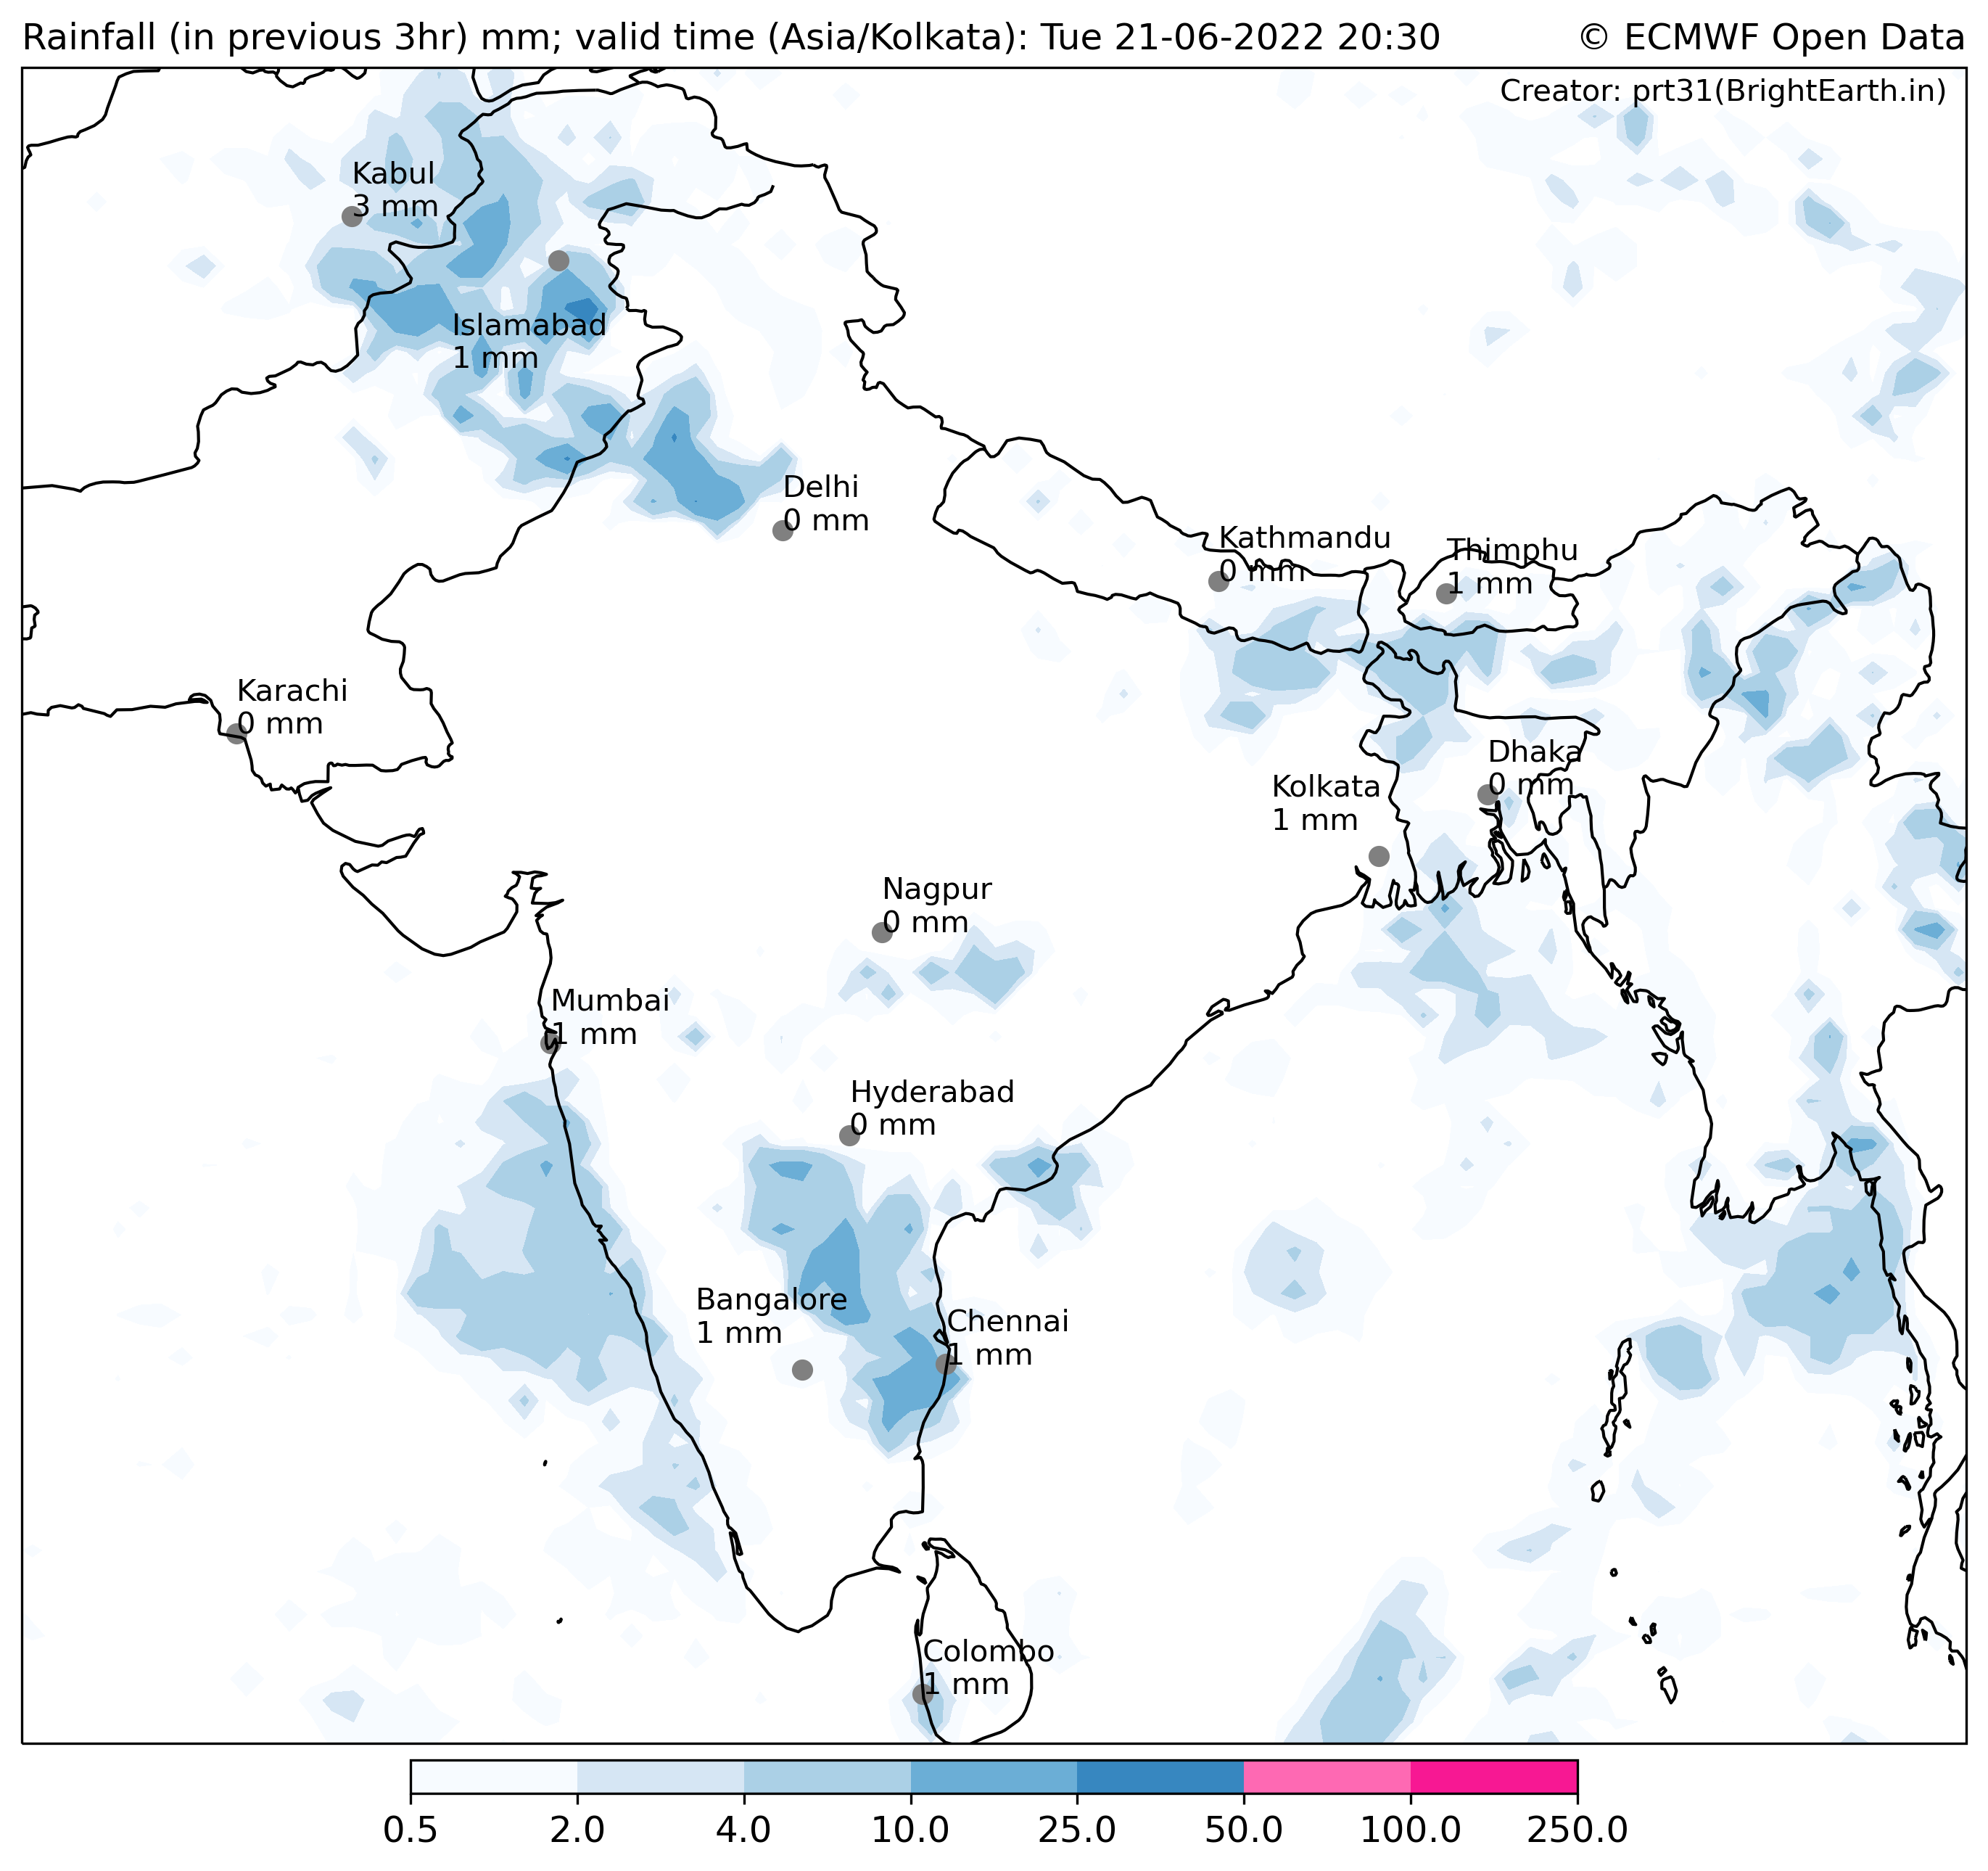 Rainfall (in previous 3hr) mm; valid time (Asia/Kolkata): Tue 21-06-2022 20:30
© ECMWF Open Data
Creator: prt31(BrightEarth.in)
Kabul
3 mm
Islamabad
1 mm
Delhi
0 mm
Kathmandu
0 mm
Thimphu
1 mm
Karachi
0 mm
Dhaka
0 mm
Kolkata
1 mm
Nagpur
0 mm
Mumbai
1 mm
Hyderabad
0 mm
Bangalore
1 mm
Chennai
1 mm
Colombo
1 mm
0.5 2.0 4.0 10.0 25.0 50.0 100.0 250.0